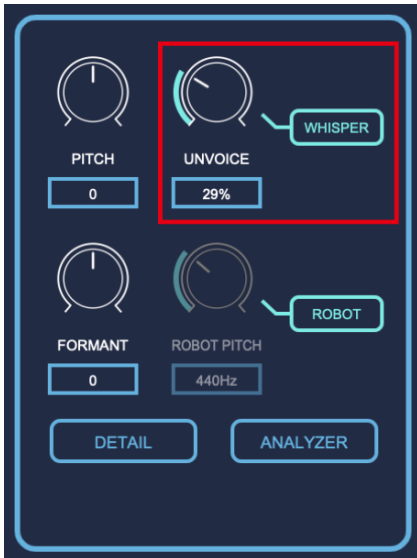 WHISPER
PITCH
UNVOICE
0
29%
ROBOT
FORMANT
ROBOT PITCH
0
440Hz
DETAIL
ANALYZER